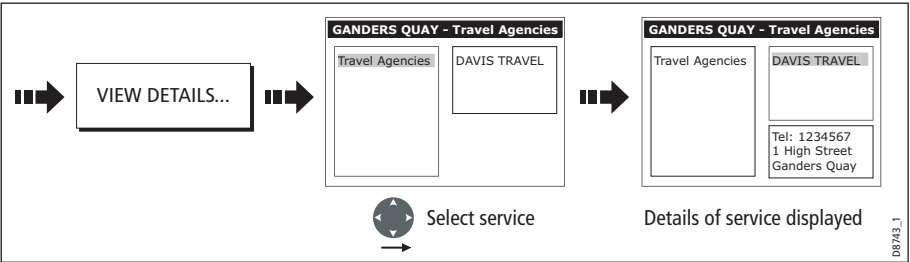 VIEW DETAILS...
GANDERS QUAY - Travel Agencies
Travel Agencies
DAVIS TRAVEL
Select service
GANDERS QUAY - Travel Agencies
Travel Agencies
DAVIS TRAVEL
Tel: 1234567
1 High Street
Ganders Quay
Details of service displayed
D8743_1